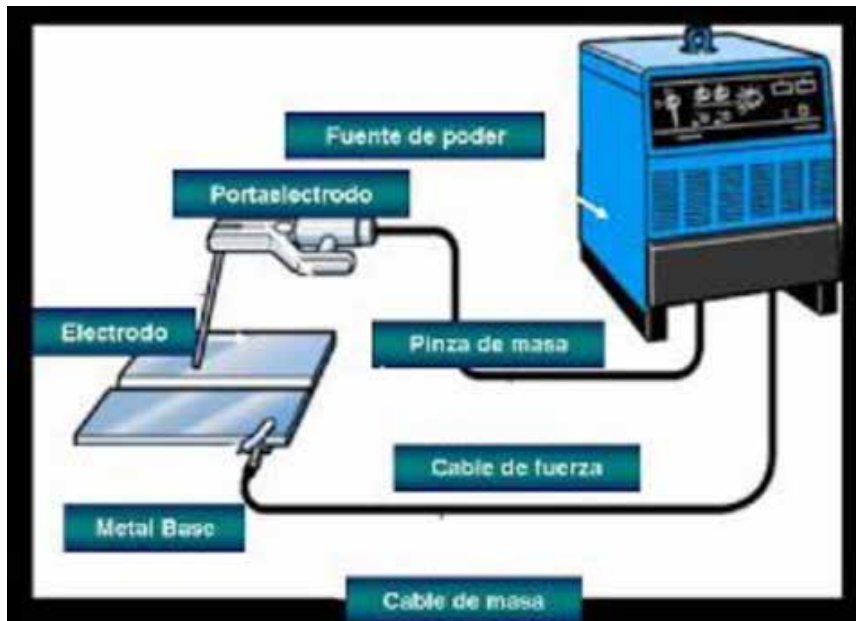 Fuente de poder
Portaelectrodo
Electrodo
Pinza de masa
Cable de fuerza
Metal Base
Cable de masa